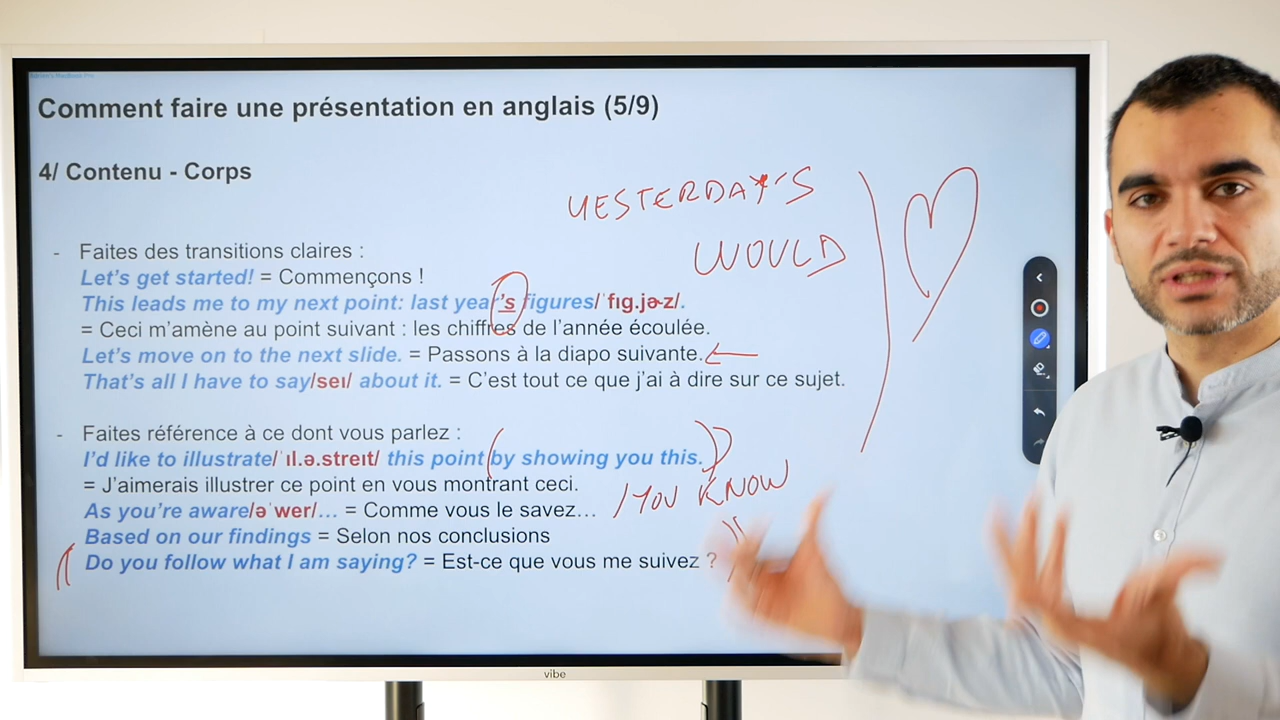 Comment faire une présentation en anglais (5/9)
4/ Contenu - Corps
YESTERDAY'S
WOULD
- Faites des transitions claires :
Let's get started! = Commençons !
This leads me to my next point: last year's figures/ˈfɪg.jɚz/.
= Ceci m'amène au point suivant : les chiffres de l'année écoulée.
Let's move on to the next slide. = Passons à la diapo suivante.
That's all I have to say/seɪ/ about it. = C'est tout ce que j'ai à dire sur ce sujet.
- Faites référence à ce dont vous parlez :
I'd like to illustrate/ˈɪl.ə.streɪt/ this point by showing you this.
= J'aimerais illustrer ce point en vous montrant ceci.
/YOU KNOW
As you're aware/əˈwer/... = Comme vous le savez...
Based on our findings = Selon nos conclusions
Do you follow what I am saying? = Est-ce que vous me suivez ?
vibe